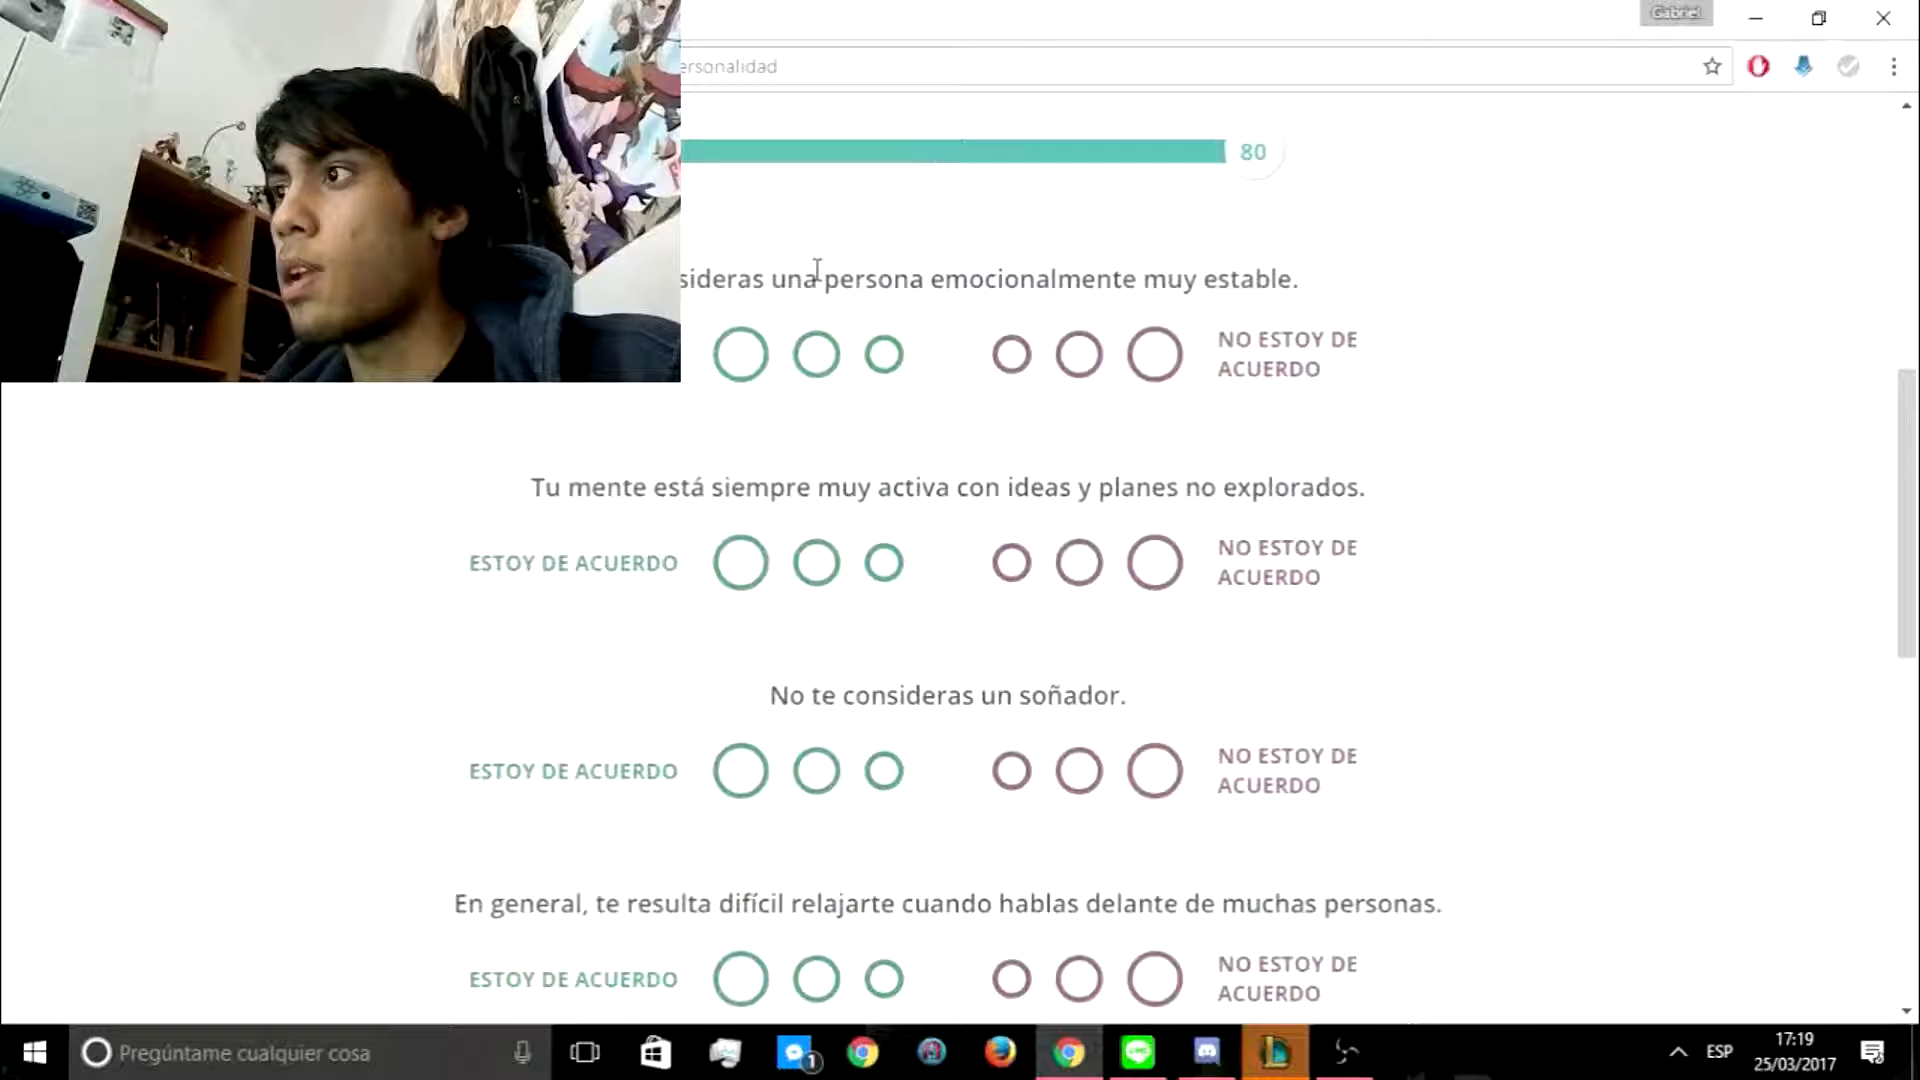 Gabriel
ersonalidad
80
sideras una persona emocionalmente muy estable.
NO ESTOY DE
ACUERDO
Tu mente está siempre muy activa con ideas y planes no explorados.
ESTOY DE ACUERDO
NO ESTOY DE
ACUERDO
No te consideras un soñador.
ESTOY DE ACUERDO
NO ESTOY DE
ACUERDO
En general, te resulta difícil relajarte cuando hablas delante de muchas personas.
ESTOY DE ACUERDO
NO ESTOY DE
ACUERDO
Pregúntame cualquier cosa
1
LINE
ESP
17:19
25/03/2017